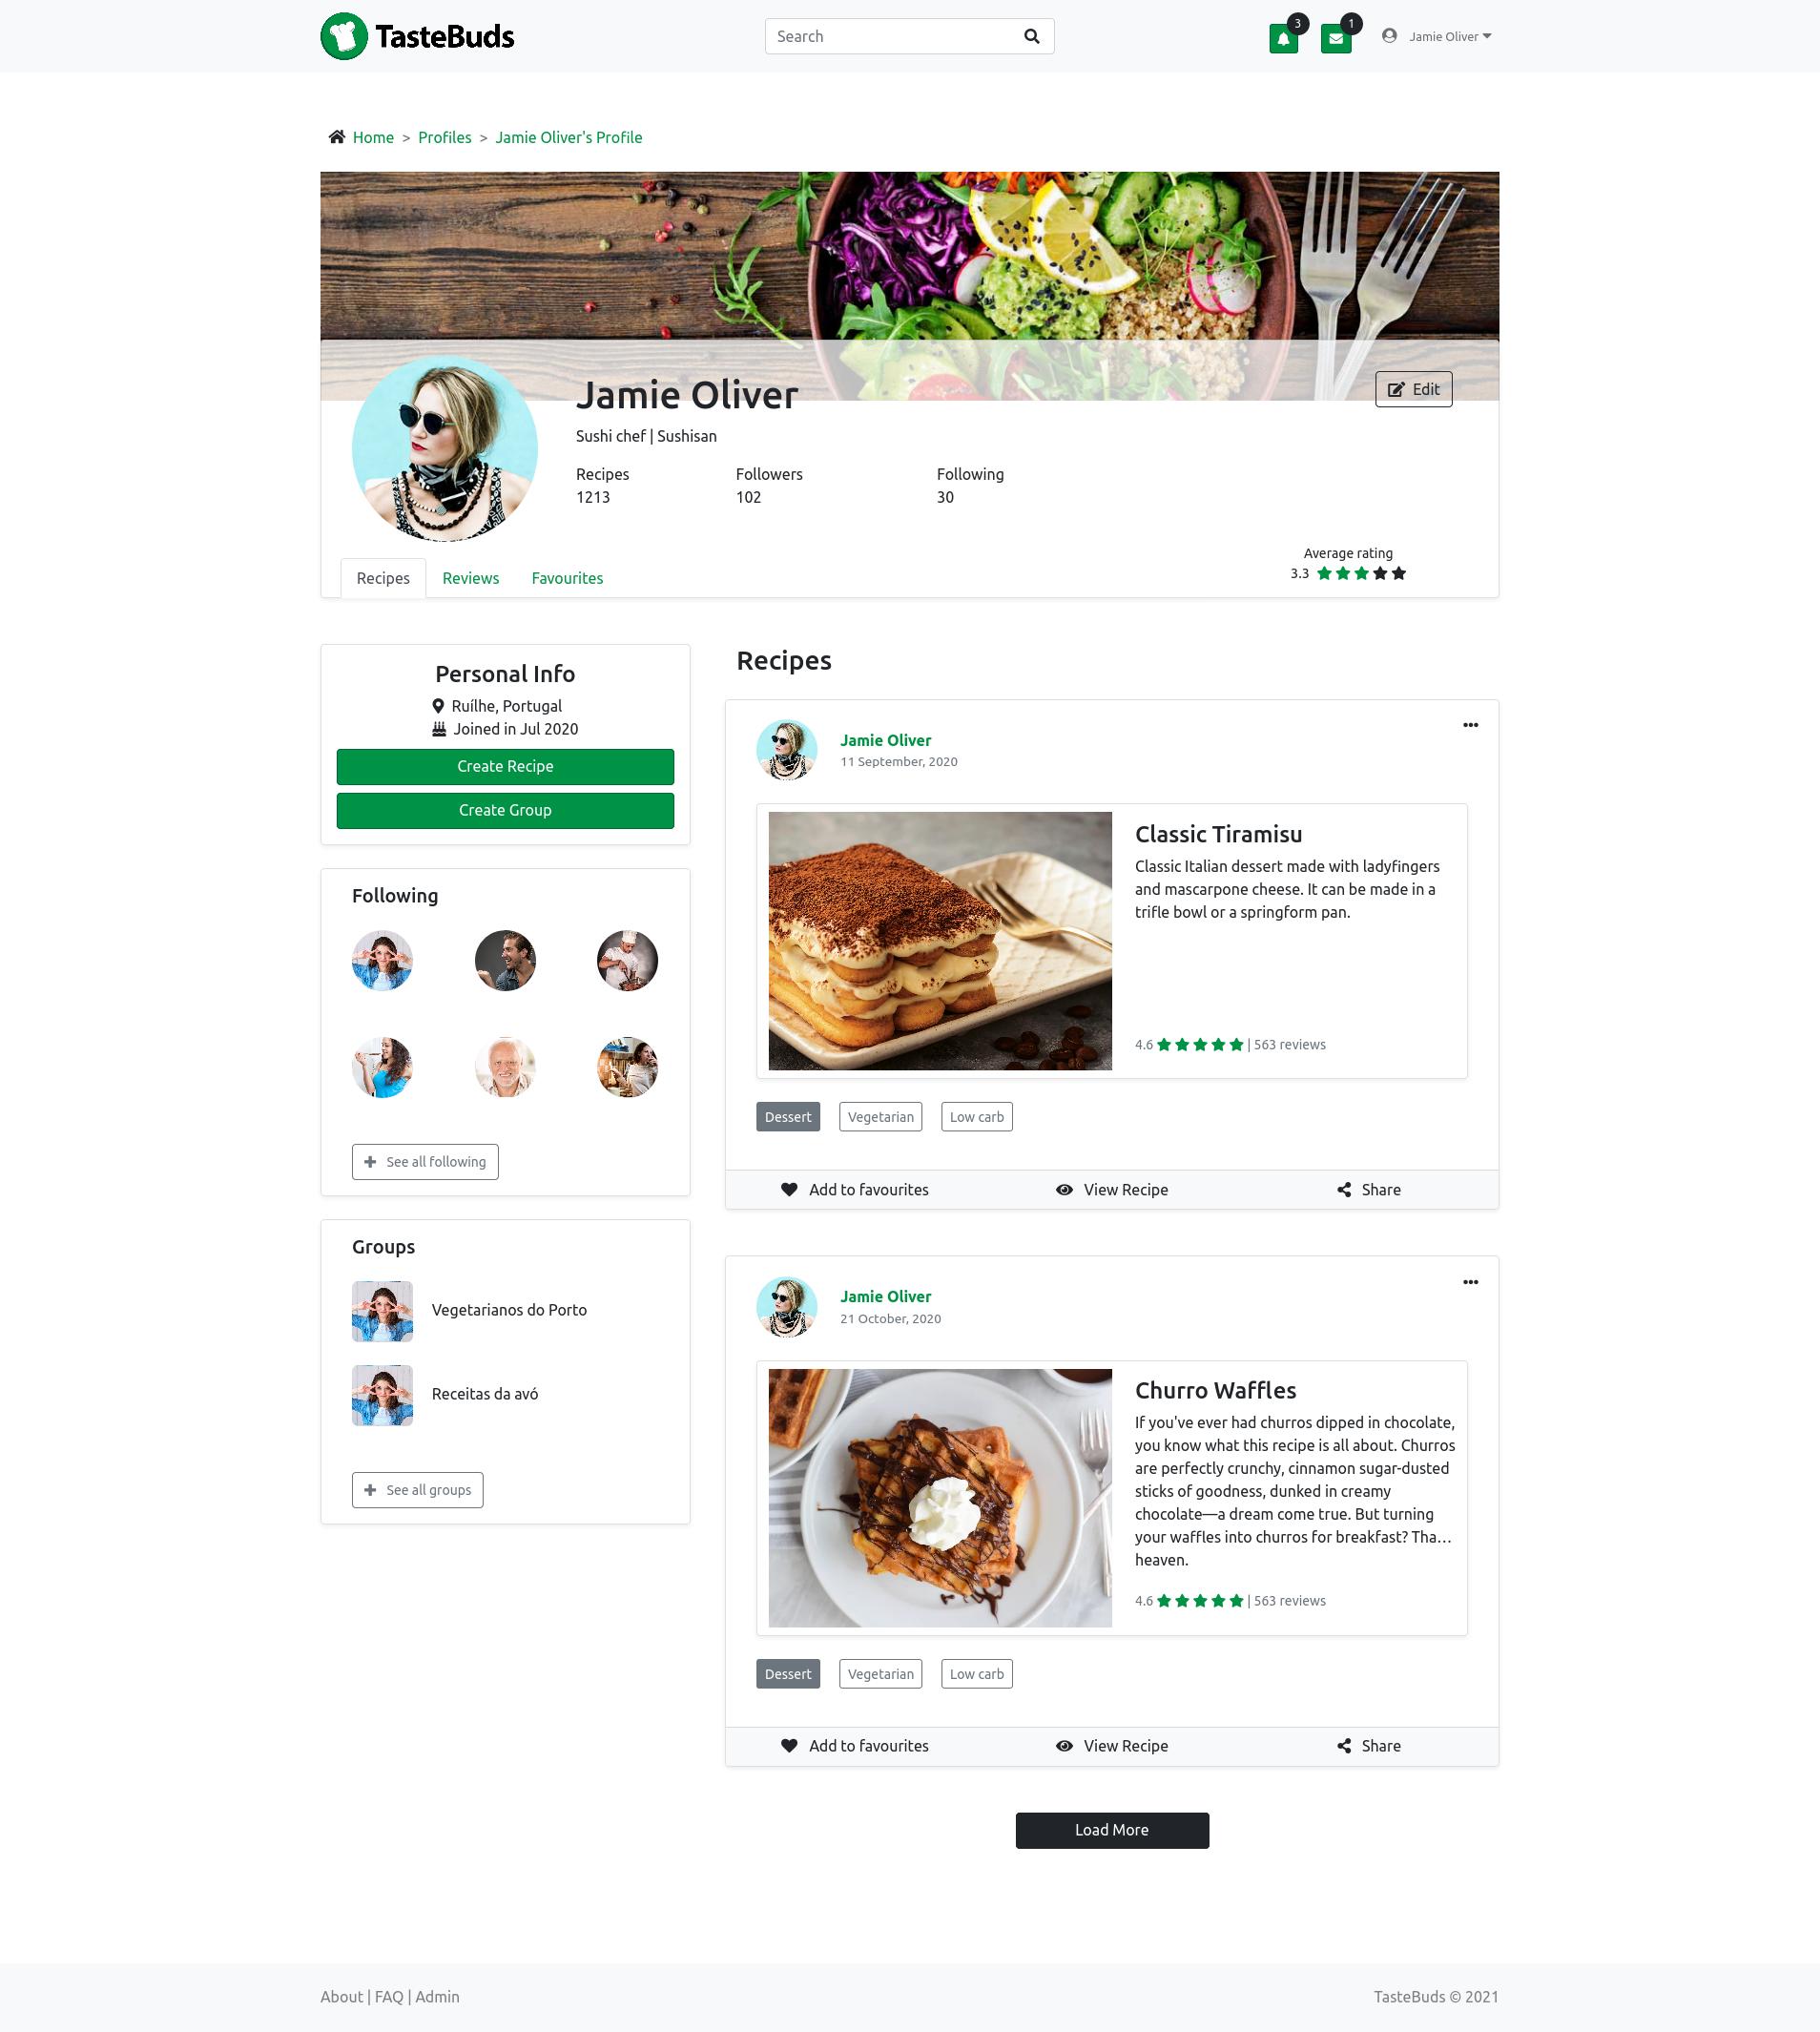 TasteBuds
Search
3
1
Jamie Oliver
Home > Profiles > Jamie Oliver's Profile
Jamie Oliver
Edit
Sushi chef | Sushisan
Recipes Followers Following
1213 102 30
Average rating
3.3
Recipes Reviews Favourites
Personal Info
Ruílhe, Portugal
Joined in Jul 2020
Create Recipe
Create Group
Following
See all following
Groups
Vegetarianos do Porto
Receitas da avó
See all groups
Recipes
Jamie Oliver
11 September, 2020
Classic Tiramisu
Classic Italian dessert made with ladyfingers
and mascarpone cheese. It can be made in a
trifle bowl or a springform pan.
4.6 | 563 reviews
Dessert Vegetarian Low carb
Add to favourites View Recipe Share
Jamie Oliver
21 October, 2020
Churro Waffles
If you've ever had churros dipped in chocolate,
you know what this recipe is all about. Churros
are perfectly crunchy, cinnamon sugar-dusted
sticks of goodness, dunked in creamy
chocolate—a dream come true. But turning
your waffles into churros for breakfast? Tha…
heaven.
4.6 | 563 reviews
Dessert Vegetarian Low carb
Add to favourites View Recipe Share
Load More
About | FAQ | Admin
TasteBuds © 2021